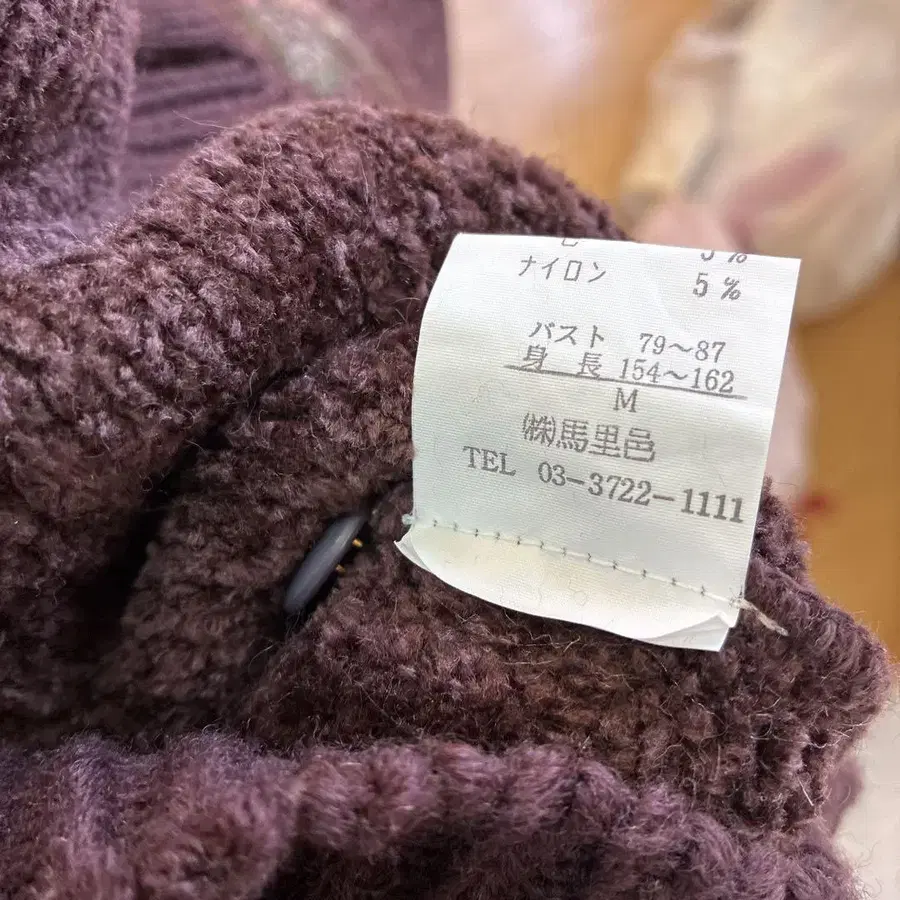 ナイロン 5%
バスト 79～87
身長 154～162
M
㈱馬里邑
TEL 03-3722-1111